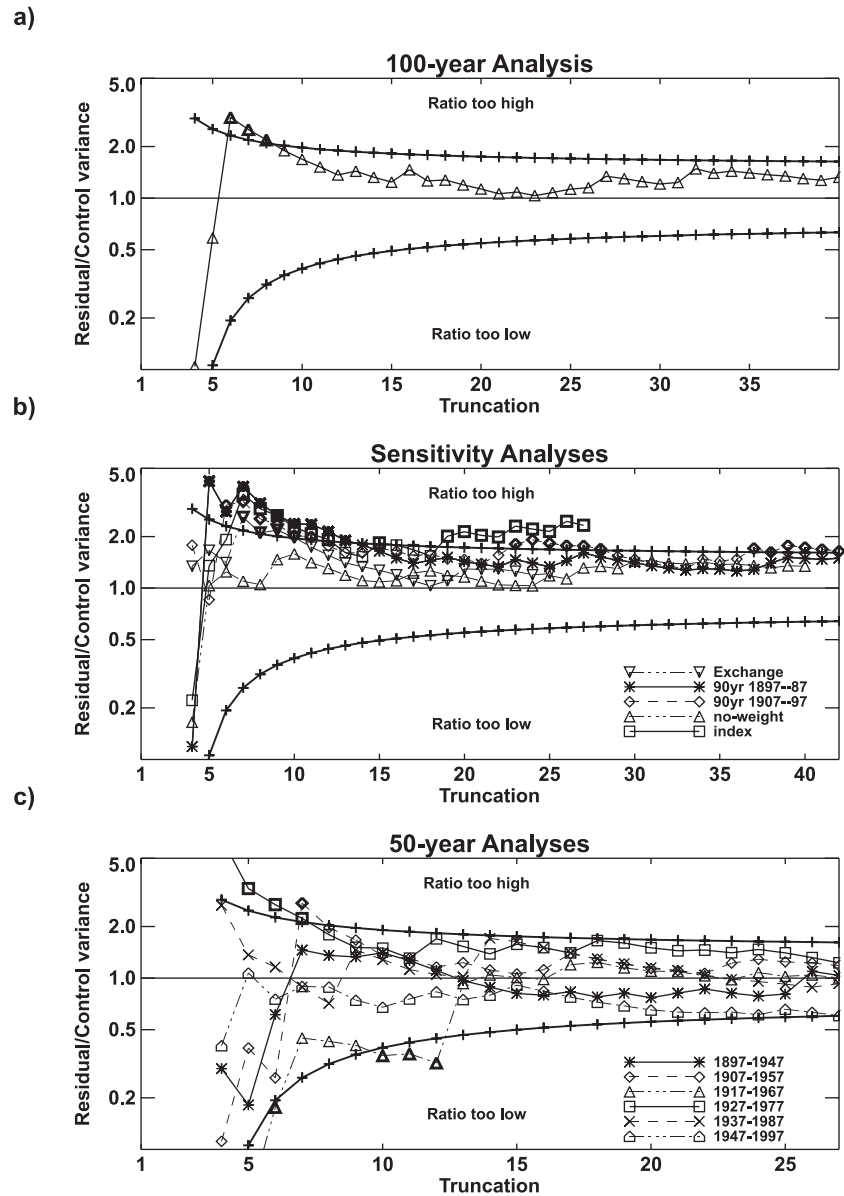 a)
100-year Analysis
Residual/Control variance
5.0
2.0
1.0
0.5
0.2
Ratio too high
Ratio too low
1 5 10 15 20 25 30 35
Truncation
b)
Sensitivity Analyses
Residual/Control variance
5.0
2.0
1.0
0.5
0.2
Ratio too high
Ratio too low
Exchange
90yr 1897--87
90yr 1907--97
no-weight
index
1 5 10 15 20 25 30 35 40
Truncation
c)
50-year Analyses
Residual/Control variance
5.0
2.0
1.0
0.5
0.2
Ratio too high
Ratio too low
1897-1947
1907-1957
1917-1967
1927-1977
1937-1987
1947-1997
1 5 10 15 20 25
Truncation